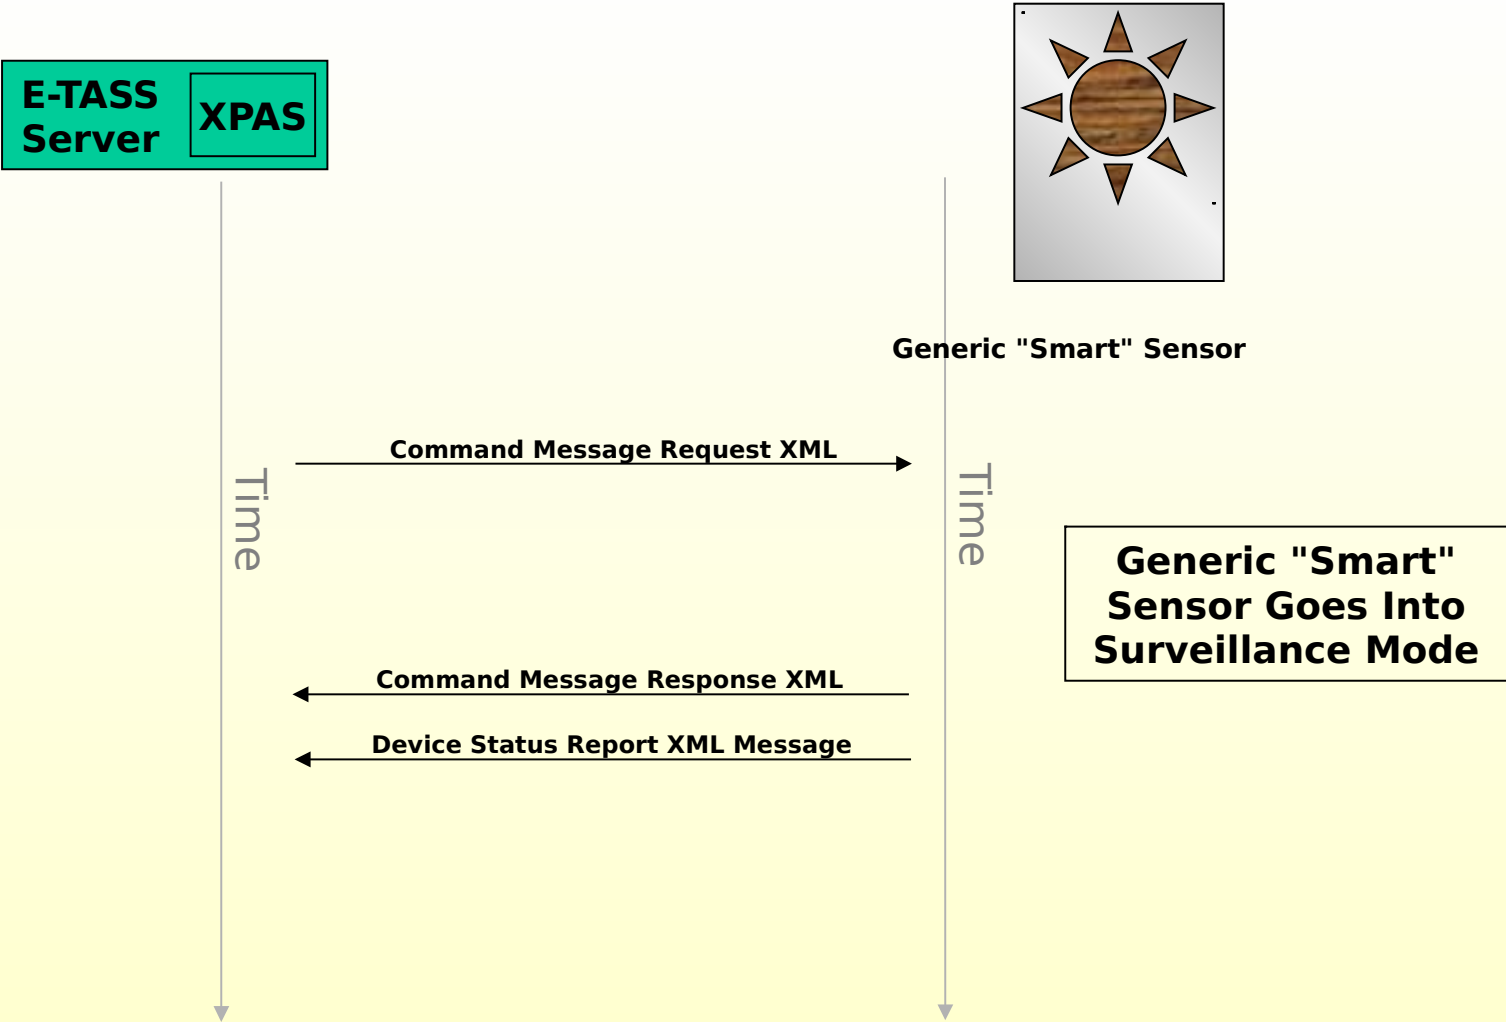 E-TASS
Server
XPAS
Generic "Smart" Sensor
Command Message Request XML
Time
Time
Generic "Smart"
Sensor Goes Into
Surveillance Mode
Command Message Response XML
Device Status Report XML Message